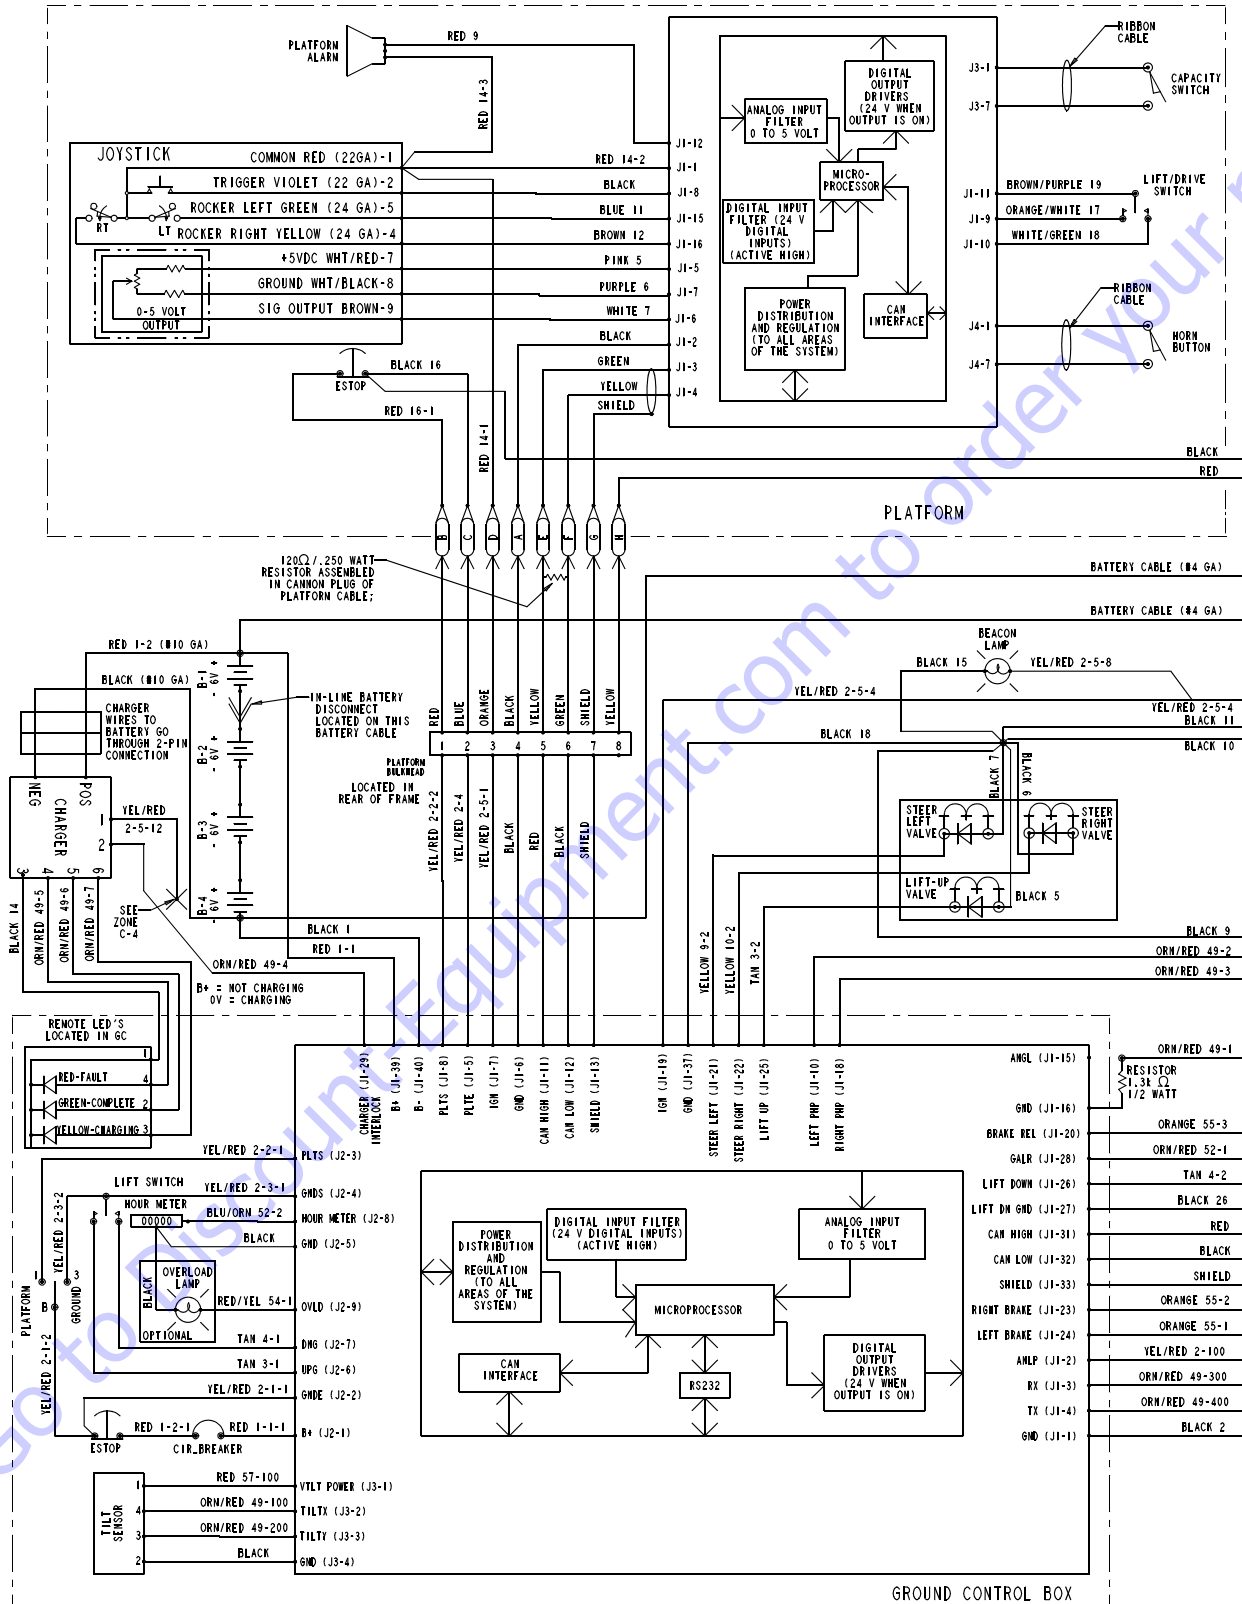 RED 9
PLATFORM
ALARM
RED 14-3
RIBBON
CABLE
J3-1
CAPACITY
SWITCH
J3-7
DIGITAL
OUTPUT
DRIVERS
(24 V WHEN
OUTPUT IS ON)
ANALOG INPUT
FILTER
0 TO 5 VOLT
MICRO-
PROCESSOR
DIGITAL INPUT
FILTER (24 V
DIGITAL
INPUTS)
(ACTIVE HIGH)
POWER
DISTRIBUTION
AND REGULATION
(TO ALL AREAS
OF THE SYSTEM)
CAN
INTERFACE
JOYSTICK
COMMON RED (22GA)-1
TRIGGER VIOLET (22 GA)-2
ROCKER LEFT GREEN (24 GA)-5
RT
LT
ROCKER RIGHT YELLOW (24 GA)-4
+5VDC WHT/RED-7
GROUND WHT/BLACK-8
SIG OUTPUT BROWN-9
0-5 VOLT
OUTPUT
J1-12
RED 14-2
J1-1
BLACK
J1-8
BLUE 11
J1-15
BROWN 12
J1-16
PINK 5
J1-5
PURPLE 6
J1-7
WHITE 7
J1-6
BLACK
J1-2
GREEN
J1-3
YELLOW
J1-4
SHIELD
J1-11
BROWN/PURPLE 19
LIFT/DRIVE
SWITCH
J1-9
ORANGE/WHITE 17
J1-10
WHITE/GREEN 18
RIBBON
CABLE
J4-1
HORN
BUTTON
J4-7
ESTOP
BLACK 16
RED 16-1
RED 14-1
BLACK
RED
PLATFORM
B
C
D
A
E
F
G
H
120Ω/.250 WATT
RESISTOR ASSEMBLED
IN CANNON PLUG OF
PLATFORM CABLE;
BATTERY CABLE (#4 GA)
BATTERY CABLE (#4 GA)
RED 1-2 (#10 GA)
BLACK (#10 GA)
CHARGER
WIRES TO
BATTERY GO
THROUGH 2-PIN
CONNECTION
B-1
- 6V +
IN-LINE BATTERY
DISCONNECT
LOCATED ON THIS
BATTERY CABLE
B-2
- 6V +
B-3
- 6V +
B-4
- 6V +
RED
BLUE
ORANGE
BLACK
YELLOW
GREEN
SHIELD
YELLOW
1 2 3 4 5 6 7 8
PLATFORM
BULKHEAD
LOCATED IN
REAR OF FRAME
YEL/RED 2-2-2
YEL/RED 2-4
YEL/RED 2-5-1
BLACK
RED
BLACK
SHIELD
BEACON
LAMP
BLACK 15
YEL/RED 2-5-8
YEL/RED 2-5-4
YEL/RED 2-5-4
BLACK 11
BLACK 18
BLACK 10
BLACK 7
BLACK 6
STEER
LEFT
VALVE
STEER
RIGHT
VALVE
LIFT-UP
VALVE
BLACK 5
BLACK 9
ORN/RED 49-2
ORN/RED 49-3
NEG
POS
CHARGER
1
2
3 4 5 6
YEL/RED
2-5-12
SEE
ZONE
C-4
BLACK 14
ORN/RED 49-5
ORN/RED 49-6
ORN/RED 49-7
BLACK 1
RED 1-1
ORN/RED 49-4
B+ = NOT CHARGING
0V = CHARGING
YELLOW 9-2
YELLOW 10-2
TAN 3-2
REMOTE LED'S
LOCATED IN GC
1
RED-FAULT 4
GREEN-COMPLETE 2
YELLOW-CHARGING 3
CHARGER (J1-29)
INTERLOCK
B+ (J1-39)
B- (J1-40)
PLTS (J1-8)
PLTE (J1-5)
IGN (J1-7)
GND (J1-6)
CAN HIGH (J1-11)
CAN LOW (J1-12)
SHIELD (J1-13)
IGN (J1-19)
GND (J1-37)
STEER LEFT (J1-21)
STEER RIGHT (J1-22)
LIFT UP (J1-25)
LEFT PMP (J1-10)
RIGHT PMP (J1-18)
ANGL (J1-15)
ORN/RED 49-1
RESISTOR
1.3k Ω
1/2 WATT
GND (J1-16)
BRAKE REL (J1-20)
ORANGE 55-3
GALR (J1-28)
ORN/RED 52-1
LIFT DOWN (J1-26)
TAN 4-2
LIFT DN GND (J1-27)
BLACK 26
CAN HIGH (J1-31)
RED
CAN LOW (J1-32)
BLACK
SHIELD (J1-33)
SHIELD
RIGHT BRAKE (J1-23)
ORANGE 55-2
LEFT BRAKE (J1-24)
ORANGE 55-1
ANLP (J1-2)
YEL/RED 2-100
RX (J1-3)
ORN/RED 49-300
TX (J1-4)
ORN/RED 49-400
GND (J1-1)
BLACK 2
YEL/RED 2-2-1
PLTS (J2-3)
LIFT SWITCH
YEL/RED 2-3-1
GNDS (J2-4)
HOUR METER
00000
BLU/ORN 52-2
HOUR METER (J2-8)
BLACK
GND (J2-5)
YEL/RED 2-3-2
1
3
B
PLATFORM
GROUND
YEL/RED 2-1-2
BLACK
OVERLOAD
LAMP
OPTIONAL
RED/YEL 54-1
OVLD (J2-9)
TAN 4-1
DNG (J2-7)
TAN 3-1
UPG (J2-6)
YEL/RED 2-1-1
GNDE (J2-2)
ESTOP
RED 1-2-1
CIR_BREAKER
RED 1-1-1
B+ (J2-1)
TILT
SENSOR
1
RED 57-100
VTLT POWER (J3-1)
4
ORN/RED 49-100
TILTX (J3-2)
3
ORN/RED 49-200
TILTY (J3-3)
2
BLACK
GND (J3-4)
POWER
DISTRIBUTION
AND
REGULATION
(TO ALL
AREAS OF THE
SYSTEM)
DIGITAL INPUT FILTER
(24 V DIGITAL INPUTS)
(ACTIVE HIGH)
ANALOG INPUT
FILTER
0 TO 5 VOLT
MICROPROCESSOR
CAN
INTERFACE
RS232
DIGITAL
OUTPUT
DRIVERS
(24 V WHEN
OUTPUT IS ON)
GROUND CONTROL BOX
Go to Discount-Equipment.com to order your